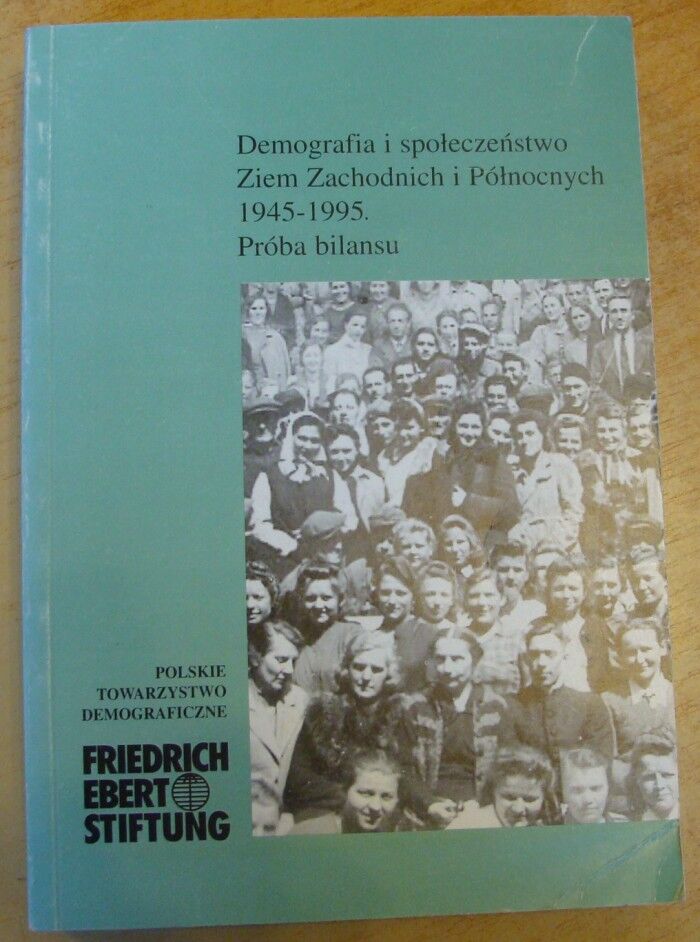 Demografia i społeczeństwo
Ziem Zachodnich i Północnych
1945-1995.
Próba bilansu
POLSKIE
TOWARZYSTWO
DEMOGRAFICZNE
FRIEDRICH
EBERT
STIFTUNG